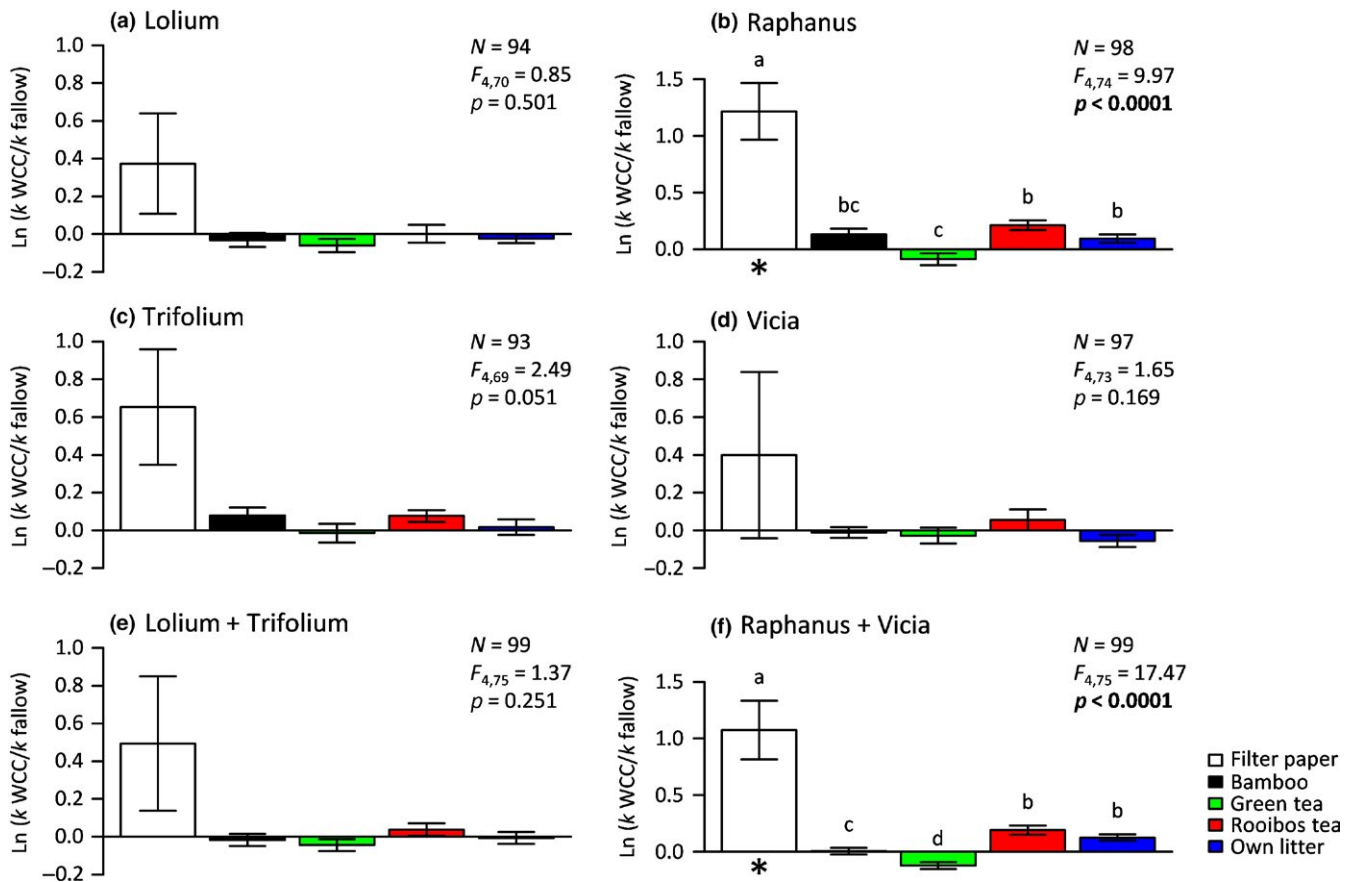 (a) Lolium
Ln (k WCC/k fallow)
1.0
0.8
0.6
0.4
0.2
0.0
–0.2
N = 94
F4,70 = 0.85
p = 0.501
(b) Raphanus
Ln (k WCC/k fallow)
1.5
1.0
0.5
0.0
a
bc
c
b
b
*
N = 98
F4,74 = 9.97
p < 0.0001
(c) Trifolium
Ln (k WCC/k fallow)
1.0
0.8
0.6
0.4
0.2
0.0
–0.2
N = 93
F4,69 = 2.49
p = 0.051
(d) Vicia
Ln (k WCC/k fallow)
1.0
0.8
0.6
0.4
0.2
0.0
–0.2
N = 97
F4,73 = 1.65
p = 0.169
(e) Lolium + Trifolium
Ln (k WCC/k fallow)
1.0
0.8
0.6
0.4
0.2
0.0
–0.2
N = 99
F4,75 = 1.37
p = 0.251
(f) Raphanus + Vicia
Ln (k WCC/k fallow)
1.5
1.0
0.5
0.0
a
c
d
b
b
*
N = 99
F4,75 = 17.47
p < 0.0001
Filter paper
Bamboo
Green tea
Rooibos tea
Own litter